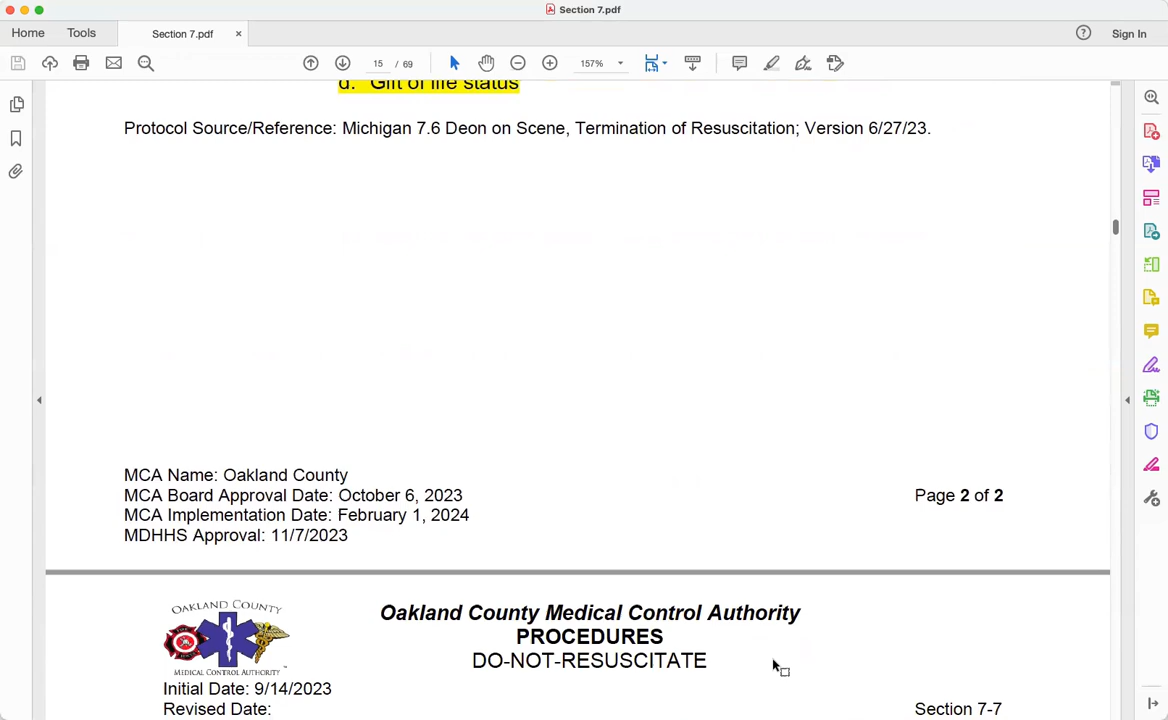 Section 7.pdf
Home
Tools
Section 7.pdf
×
Sign In
15 / 69
157%
d. Gift of life status
Protocol Source/Reference: Michigan 7.6 Deon on Scene, Termination of Resuscitation; Version 6/27/23.
MCA Name: Oakland County
MCA Board Approval Date: October 6, 2023
Page 2 of 2
MCA Implementation Date: February 1, 2024
MDHHS Approval: 11/7/2023
OAKLAND COUNTY
MEDICAL CONTROL AUTHORITY
Oakland County Medical Control Authority
PROCEDURES
DO-NOT-RESUSCITATE
Initial Date: 9/14/2023
Revised Date:
Section 7-7